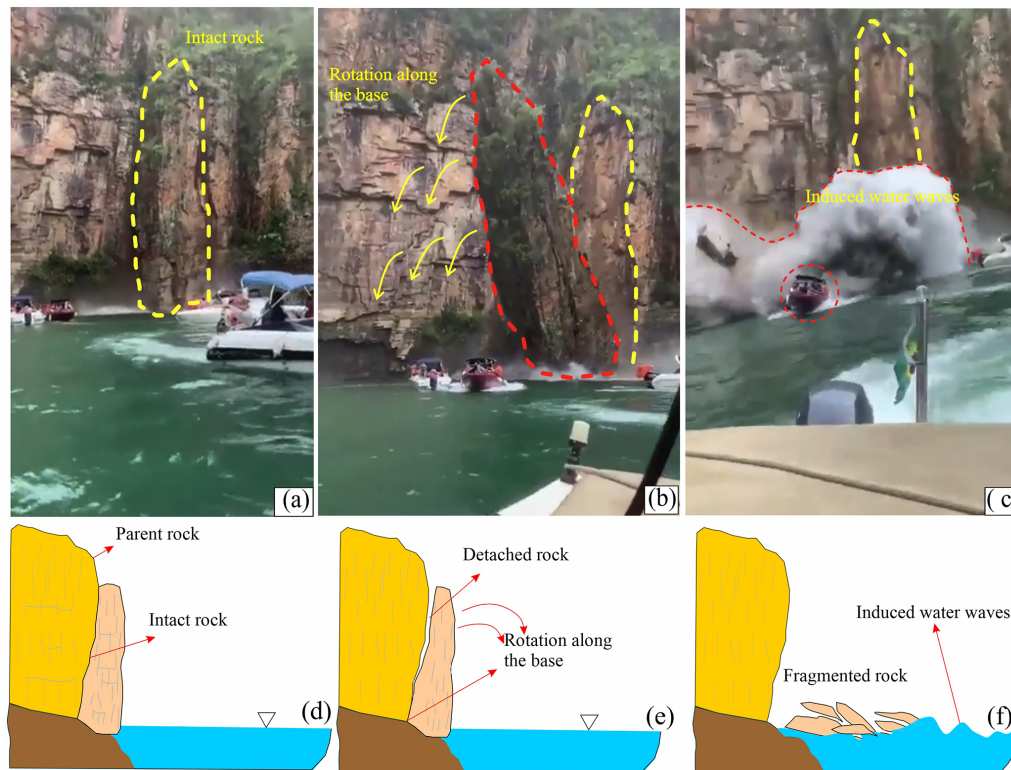 Intact rock
(a)
Rotation along
the base
(b)
Induced water waves
( c
Parent rock
Intact rock
(d)
Detached rock
Rotation along
the base
(e)
Induced water waves
Fragmented rock
(f)